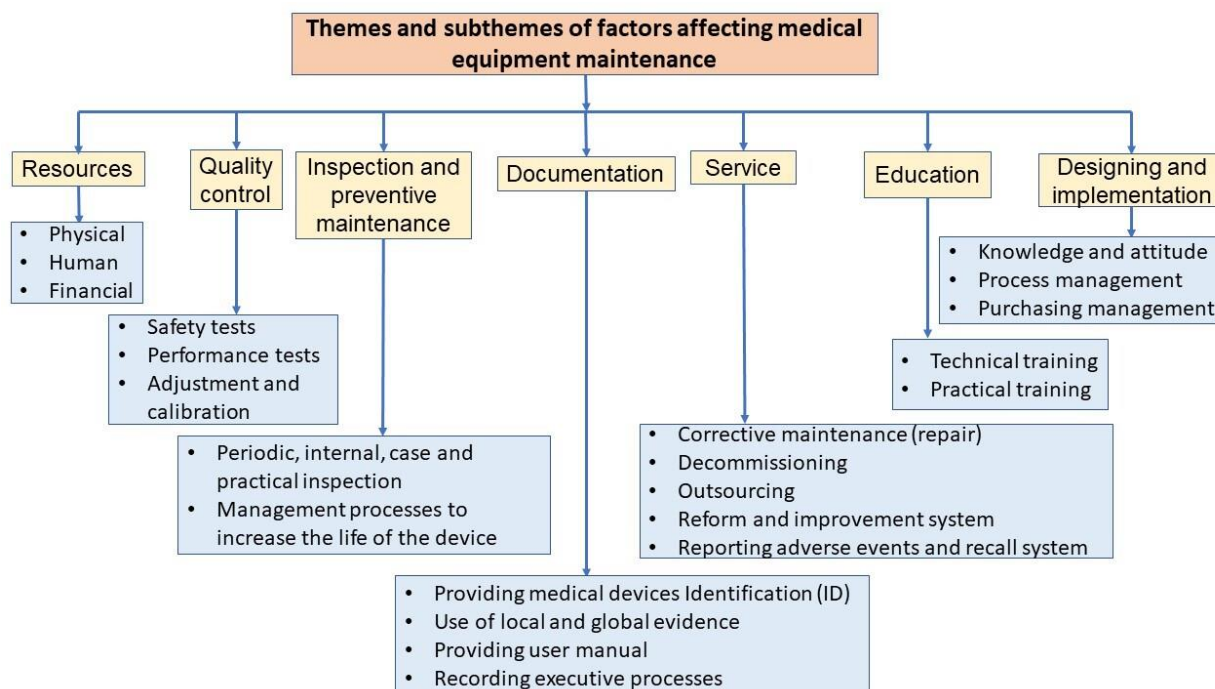 Themes and subthemes of factors affecting medical
equipment maintenance
Resources
Quality
control
Inspection and
preventive
maintenance
Documentation
Service
Education
Designing and
implementation
• Physical
• Human
• Financial
• Safety tests
• Performance tests
• Adjustment and
calibration
• Periodic, internal, case and
practical inspection
• Management processes to
increase the life of the device
• Providing medical devices Identification (ID)
• Use of local and global evidence
• Providing user manual
• Recording executive processes
• Corrective maintenance (repair)
• Decommissioning
• Outsourcing
• Reform and improvement system
• Reporting adverse events and recall system
• Technical training
• Practical training
• Knowledge and attitude
• Process management
• Purchasing management